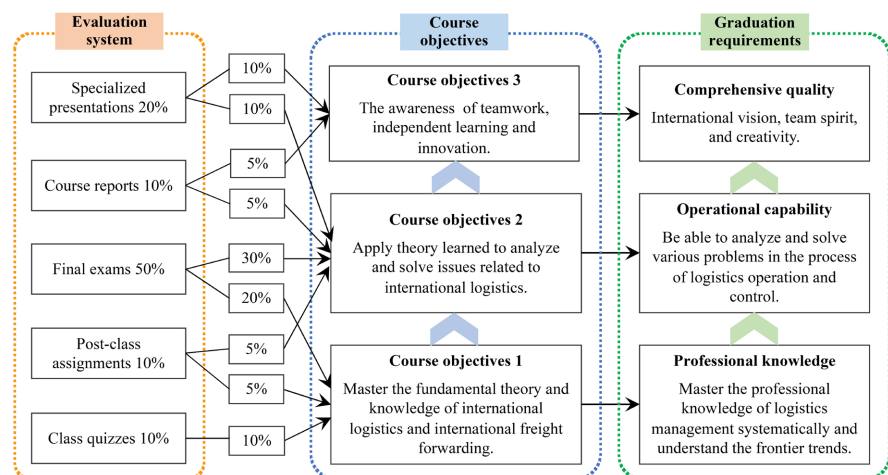 Evaluation
system
Course
objectives
Graduation
requirements
Specialized
presentations 20%
Course reports 10%
Final exams 50%
Post-class
assignments 10%
Class quizzes 10%
10%
10%
5%
5%
30%
20%
5%
5%
10%
Course objectives 3
The awareness of teamwork,
independent learning and
innovation.
Course objectives 2
Apply theory learned to analyze
and solve issues related to
international logistics.
Course objectives 1
Master the fundamental theory and
knowledge of international
logistics and international freight
forwarding.
Comprehensive quality
International vision, team spirit,
and creativity.
Operational capability
Be able to analyze and solve
various problems in the process
of logistics operation and
control.
Professional knowledge
Master the professional
knowledge of logistics
management systematically and
understand the frontier trends.